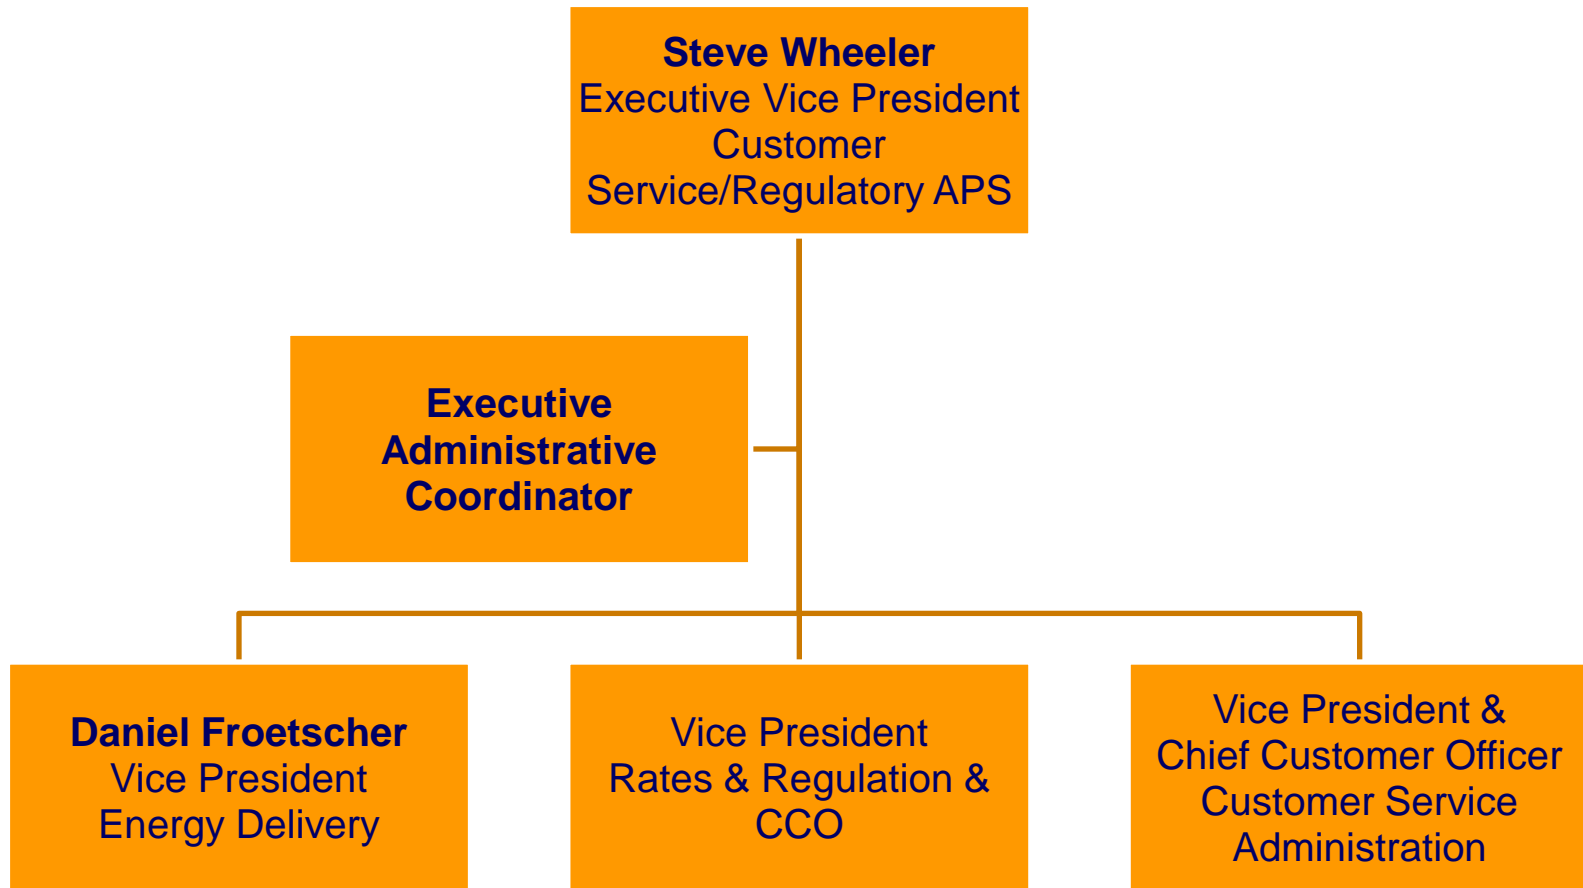 Steve Wheeler
Executive Vice President
Customer
Service/Regulatory APS
Executive
Administrative
Coordinator
Daniel Froetscher
Vice President
Energy Delivery
Vice President
Rates & Regulation &
CCO
Vice President &
Chief Customer Officer
Customer Service
Administration